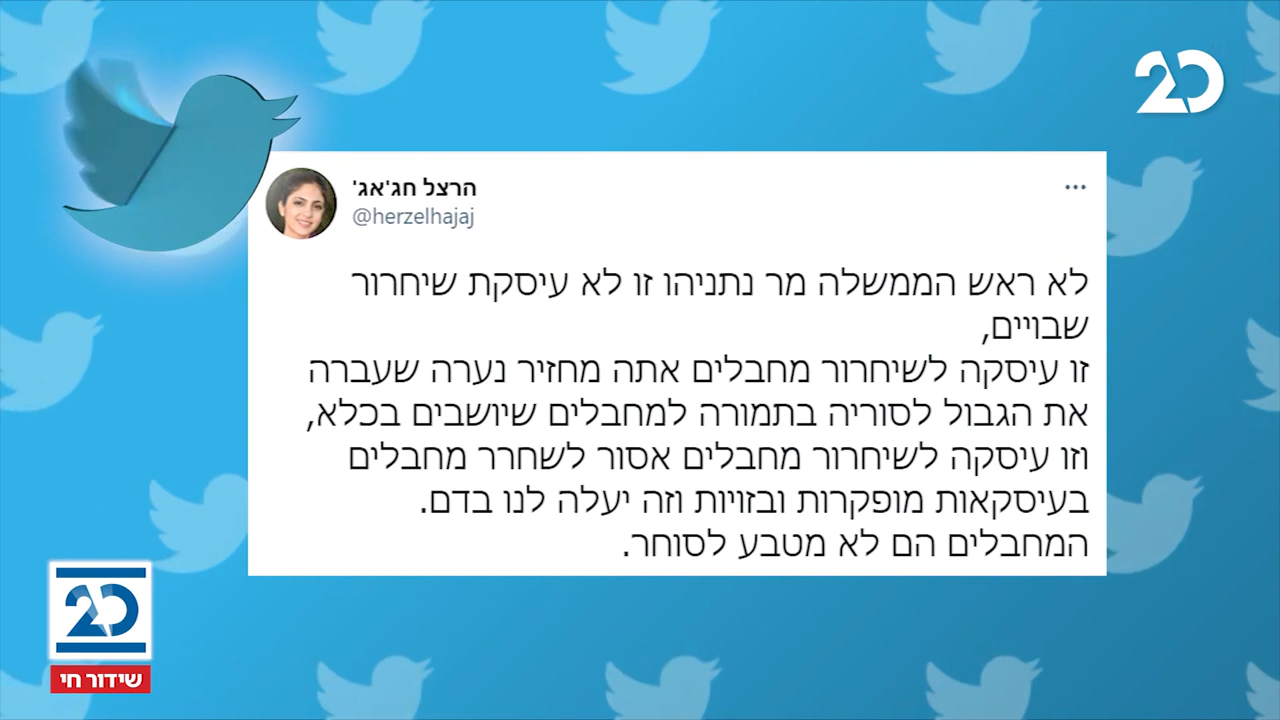 20
הרצל חג'אג'
@herzelhajaj
לא ראש הממשלה מר נתניהו זו לא עיסקת שיחרור
שבויים,
זו עיסקה לשיחרור מחבלים אתה מחזיר נערה שעברה
את הגבול לסוריה בתמורה למחבלים שיושבים בכלא,
וזו עיסקה לשיחרור מחבלים אסור לשחרר מחבלים
בעיסקאות מופקרות ובזויות וזה יעלה לנו בדם.
המחבלים הם לא מטבע לסוחר.
20
שידור חי